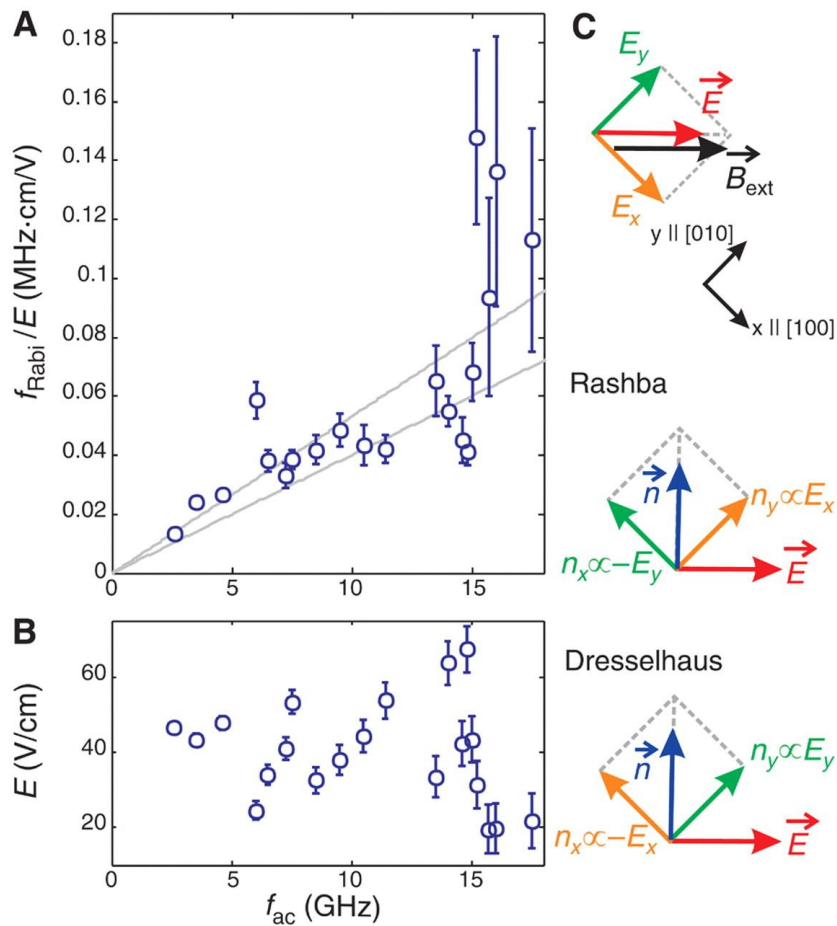 A
f_Rabi/E (MHz·cm/V)
0.18
0.16
0.14
0.12
0.1
0.08
0.06
0.04
0.02
0
0 5 10 15
B
E (V/cm)
60
40
20
0 5 10 15
f_ac (GHz)
C
E_y
E⃗
B⃗_ext
E_x
y || [010]
x || [100]
Rashba
n⃗
n_y∝E_x
n_x∝−E_y
E⃗
Dresselhaus
n⃗
n_y∝E_y
n_x∝−E_x
E⃗